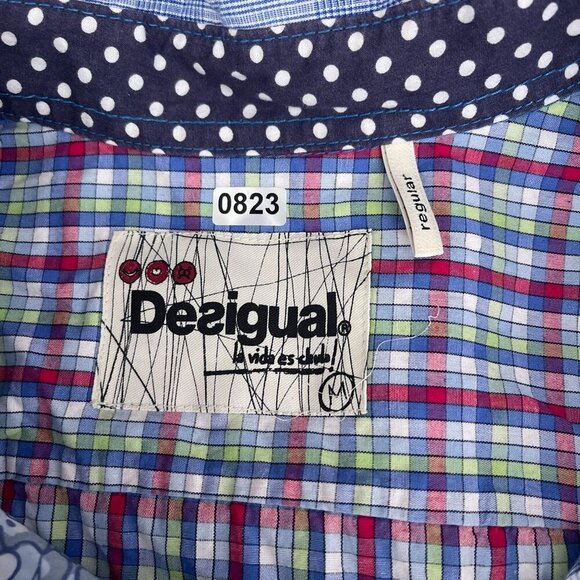 0823
regular
Desigual®
la vida es chula!
M